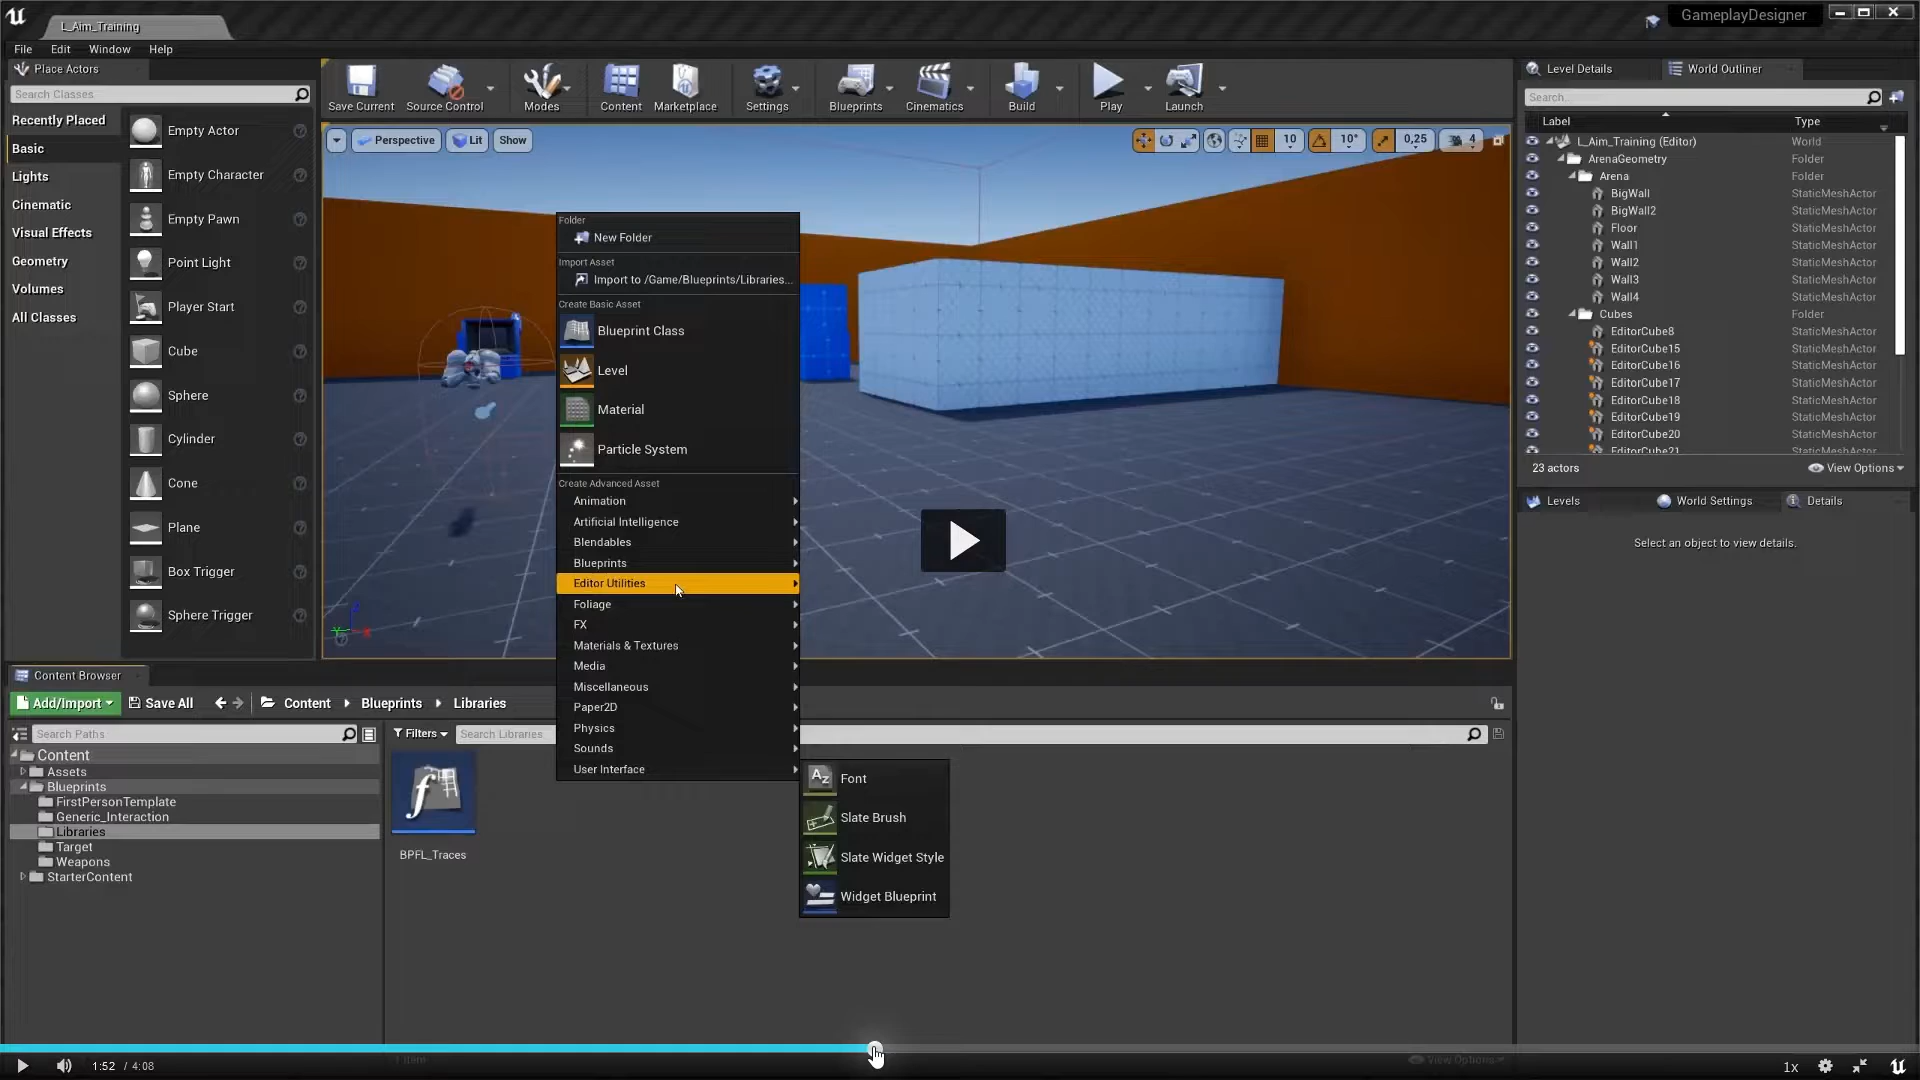 L_Aim_Training
GameplayDesigner
File Edit Window Help
Place Actors
Search Classes
Recently Placed
Basic
Lights
Cinematic
Visual Effects
Geometry
Volumes
All Classes
Empty Actor
Empty Character
Empty Pawn
Point Light
Player Start
Cube
Sphere
Cylinder
Cone
Plane
Box Trigger
Sphere Trigger
Save Current
Source Control
Modes
Content
Marketplace
Settings
Blueprints
Cinematics
Build
Play
Launch
Perspective
Lit
Show
10
10°
0,25
4
Folder
New Folder
Import Asset
Import to /Game/Blueprints/Libraries...
Create Basic Asset
Blueprint Class
Level
Material
Particle System
Create Advanced Asset
Animation
Artificial Intelligence
Blendables
Blueprints
Editor Utilities
Foliage
FX
Materials & Textures
Media
Miscellaneous
Paper2D
Physics
Sounds
User Interface
Font
Slate Brush
Slate Widget Style
Widget Blueprint
Level Details
World Outliner
Search...
Label Type
L_Aim_Training (Editor) World
ArenaGeometry Folder
Arena Folder
BigWall StaticMeshActor
BigWall2 StaticMeshActor
Floor StaticMeshActor
Wall1 StaticMeshActor
Wall2 StaticMeshActor
Wall3 StaticMeshActor
Wall4 StaticMeshActor
Cubes Folder
EditorCube8 StaticMeshActor
EditorCube15 StaticMeshActor
EditorCube16 StaticMeshActor
EditorCube17 StaticMeshActor
EditorCube18 StaticMeshActor
EditorCube19 StaticMeshActor
EditorCube20 StaticMeshActor
EditorCube21 StaticMeshActor
23 actors
View Options
Levels
World Settings
Details
Select an object to view details.
Content Browser
Add/Import
Save All
Content
Blueprints
Libraries
Search Paths
Filters
Search Libraries
Content
Assets
Blueprints
FirstPersonTemplate
Generic_Interaction
Libraries
Target
Weapons
StarterContent
BPFL_Traces
1 item
View Options
1:52 / 4:08
1x